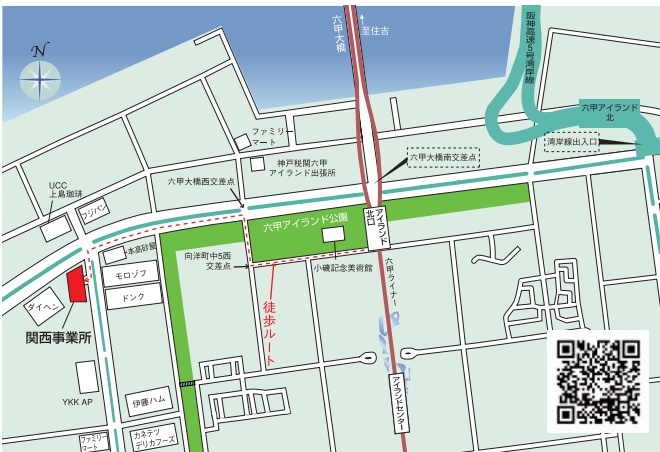 N
六甲大橋
至住吉
阪神高速5号湾岸線
六甲アイランド
北
湾岸線出入口
ファミリー
マート
神戸税関六甲
アイランド出張所
六甲大橋南交差点
六甲大橋西交差点
UCC
上島珈琲
フジパン
六甲アイランド公園
アイランド
北口
本高砂屋
向洋町中5西
交差点
小磯記念美術館
モロゾフ
ドンク
六甲ライナー
徒歩ルート
ダイヘン
関西事業所
YKK AP
伊藤ハム
アイランドセンター
ファミリー
マート
カネテツ
デリカフーズ